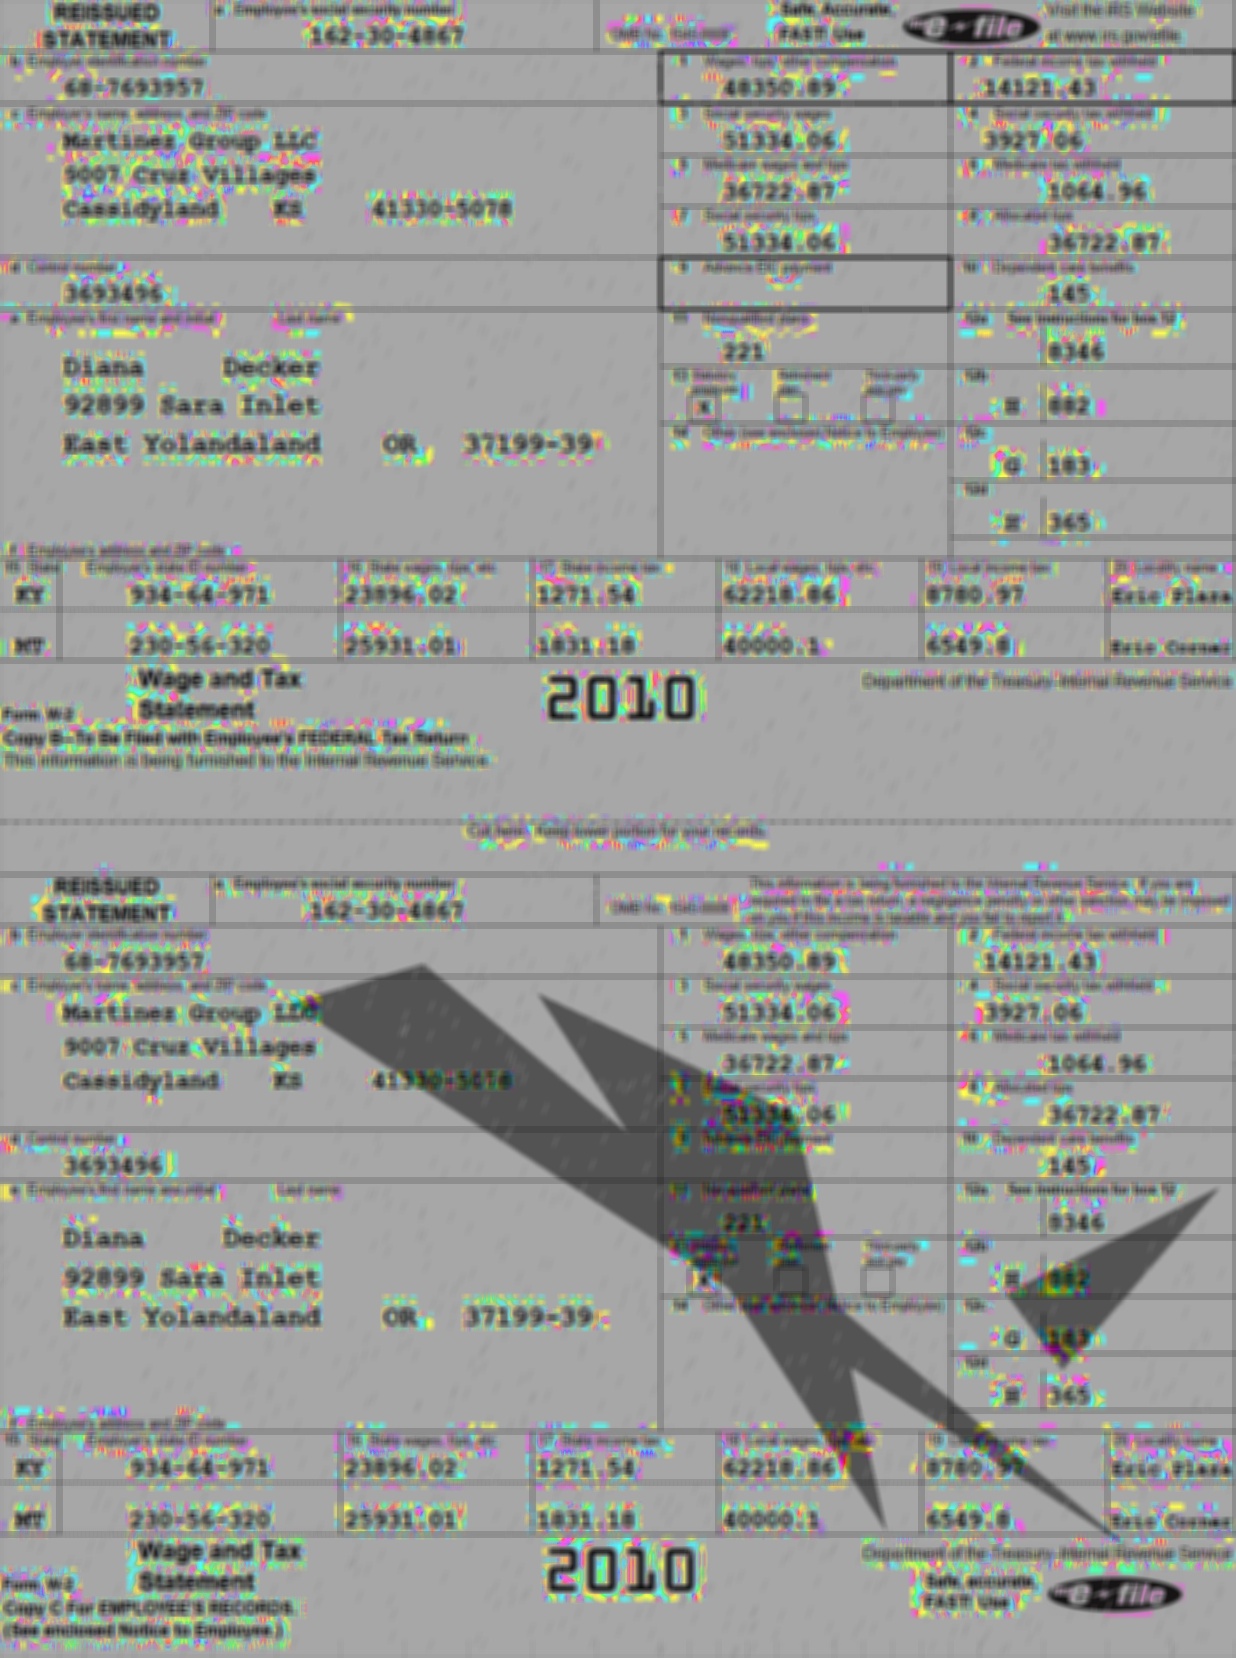 REISSUED STATEMENT
a Employee's social security number
162-30-4867
OMB No. 1545-0008
Safe, Accurate, FAST! Use
e-file
Visit the IRS Website at www.irs.gov/efile
b Employer identification number
68-7693957
1 Wages, tips, other compensation
48350.89
2 Federal income tax withheld
14121.43
c Employer's name, address, and ZIP code
Martinez Group LLC
9007 Cruz Villages
Cassidyland KS 41330-5078
3 Social security wages
51334.06
4 Social security tax withheld
3927.06
5 Medicare wages and tips
36722.87
6 Medicare tax withheld
1064.96
7 Social security tips
51334.06
8 Allocated tips
36722.87
d Control number
3693496
9 Advance EIC payment
10 Dependent care benefits
145
e Employee's first name and initial Last name
Diana Decker
92899 Sara Inlet
East Yolandaland OR 37199-39
11 Nonqualified plans
221
12a See instructions for box 12
8346
13 Statutory employee
Retirement plan
Third-party sick pay
X
12b
882
14 Other (see enclosed Notice to Employee)
12c
G 183
12d
365
f Employee's address and ZIP code
15 State Employer's state ID number 16 State wages, tips, etc. 17 State income tax 18 Local wages, tips, etc. 19 Local income tax 20 Locality name
KY 934-64-971 23896.02 1271.54 62218.86 8780.97 Eric Plaza
MT 230-56-320 25931.01 1831.18 40000.1 6549.8 Eric Corner
Form W-2
Wage and Tax Statement
2010
Department of the Treasury-Internal Revenue Service
Copy B-To Be Filed with Employee's FEDERAL Tax Return
This information is being furnished to the Internal Revenue Service.
Cut here. Keep lower portion for your records.
REISSUED STATEMENT
a Employee's social security number
162-30-4867
OMB No. 1545-0008
This information is being furnished to the Internal Revenue Service. If you are
required to file a tax return, a negligence penalty or other sanction may be imposed
on you if this income is taxable and you fail to report it.
b Employer identification number
68-7693957
1 Wages, tips, other compensation
48350.89
2 Federal income tax withheld
14121.43
c Employer's name, address, and ZIP code
Martinez Group LLC
9007 Cruz Villages
Cassidyland KS 41330-5078
3 Social security wages
51334.06
4 Social security tax withheld
3927.06
5 Medicare wages and tips
36722.87
6 Medicare tax withheld
1064.96
51334.06
8 Allocated tips
36722.87
d Control number
3693496
10 Dependent care benefits
145
e Employee's first name and initial Last name
Diana Decker
92899 Sara Inlet
East Yolandaland OR 37199-39
221
12a See instructions for box 12
8346
Third-party sick pay
X
12b
882
14 Other (see enclosed Notice to Employee)
12c
G 183
12d
365
f Employee's address and ZIP code
15 State Employer's state ID number 16 State wages, tips, etc. 17 State income tax 18 Local wages, 19 20 Locality name
KY 934-64-971 23896.02 1271.54 62218.86 8780.97 Eric Plaza
MT 230-56-320 25931.01 1831.18 40000.1 6549.8 Eric Corner
Form W-2
Wage and Tax Statement
2010
Department of the Treasury-Internal Revenue Service
Copy C For EMPLOYEE'S RECORDS.
(See enclosed Notice to Employee.)
Safe, accurate, FAST! Use
e-file